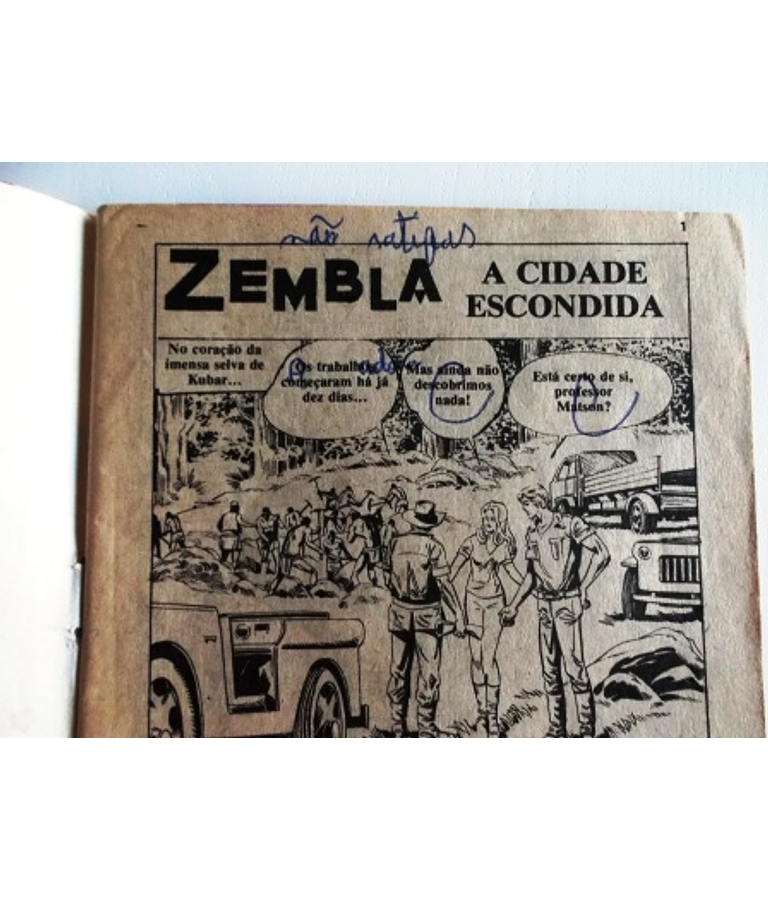 1
não
ZEMBLA
A CIDADE
ESCONDIDA
No coração da
imensa selva de
Kubar...
Os trabalhos
começaram há já
dez dias...
Mas ainda não
descobrimos
nada!
Está certo de si,
professor
Matson?